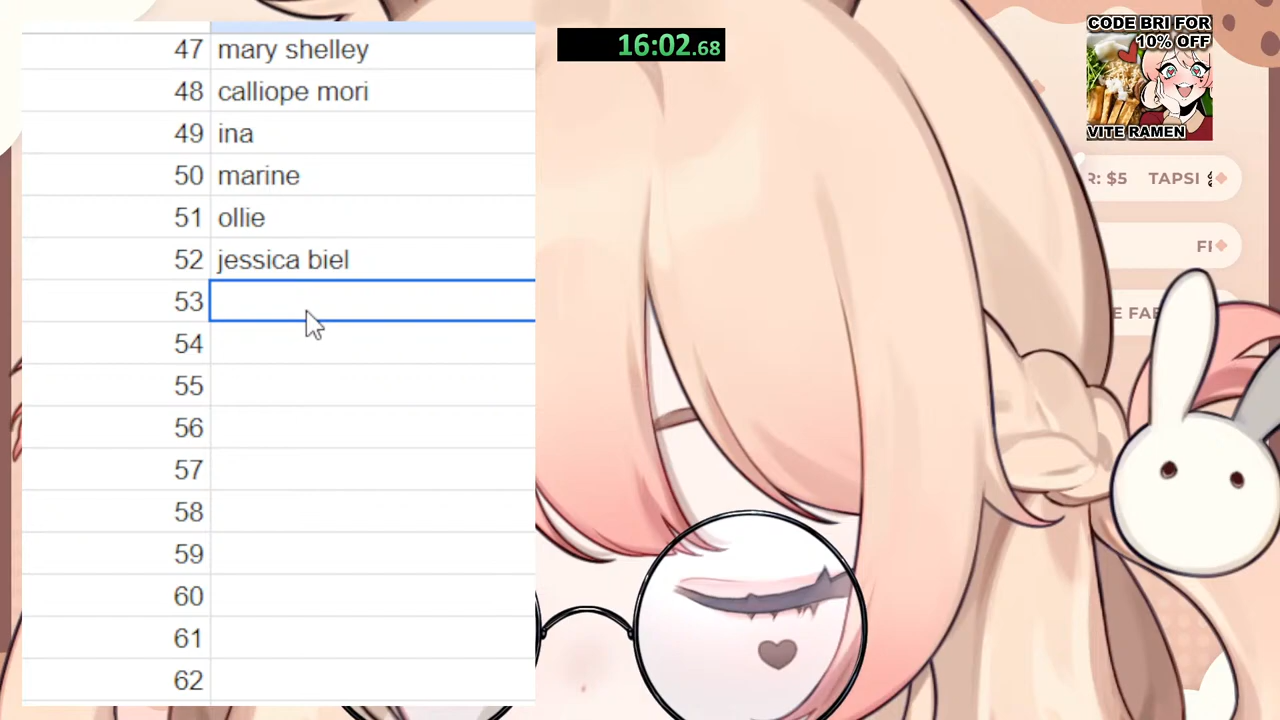 47 mary shelley
48 calliope mori
49 ina
50 marine
51 ollie
52 jessica biel
53
54
55
56
57
58
59
60
61
62
16:02.68
CODE BRI FOR
10% OFF
VITE RAMEN
R: $5 TAPSI